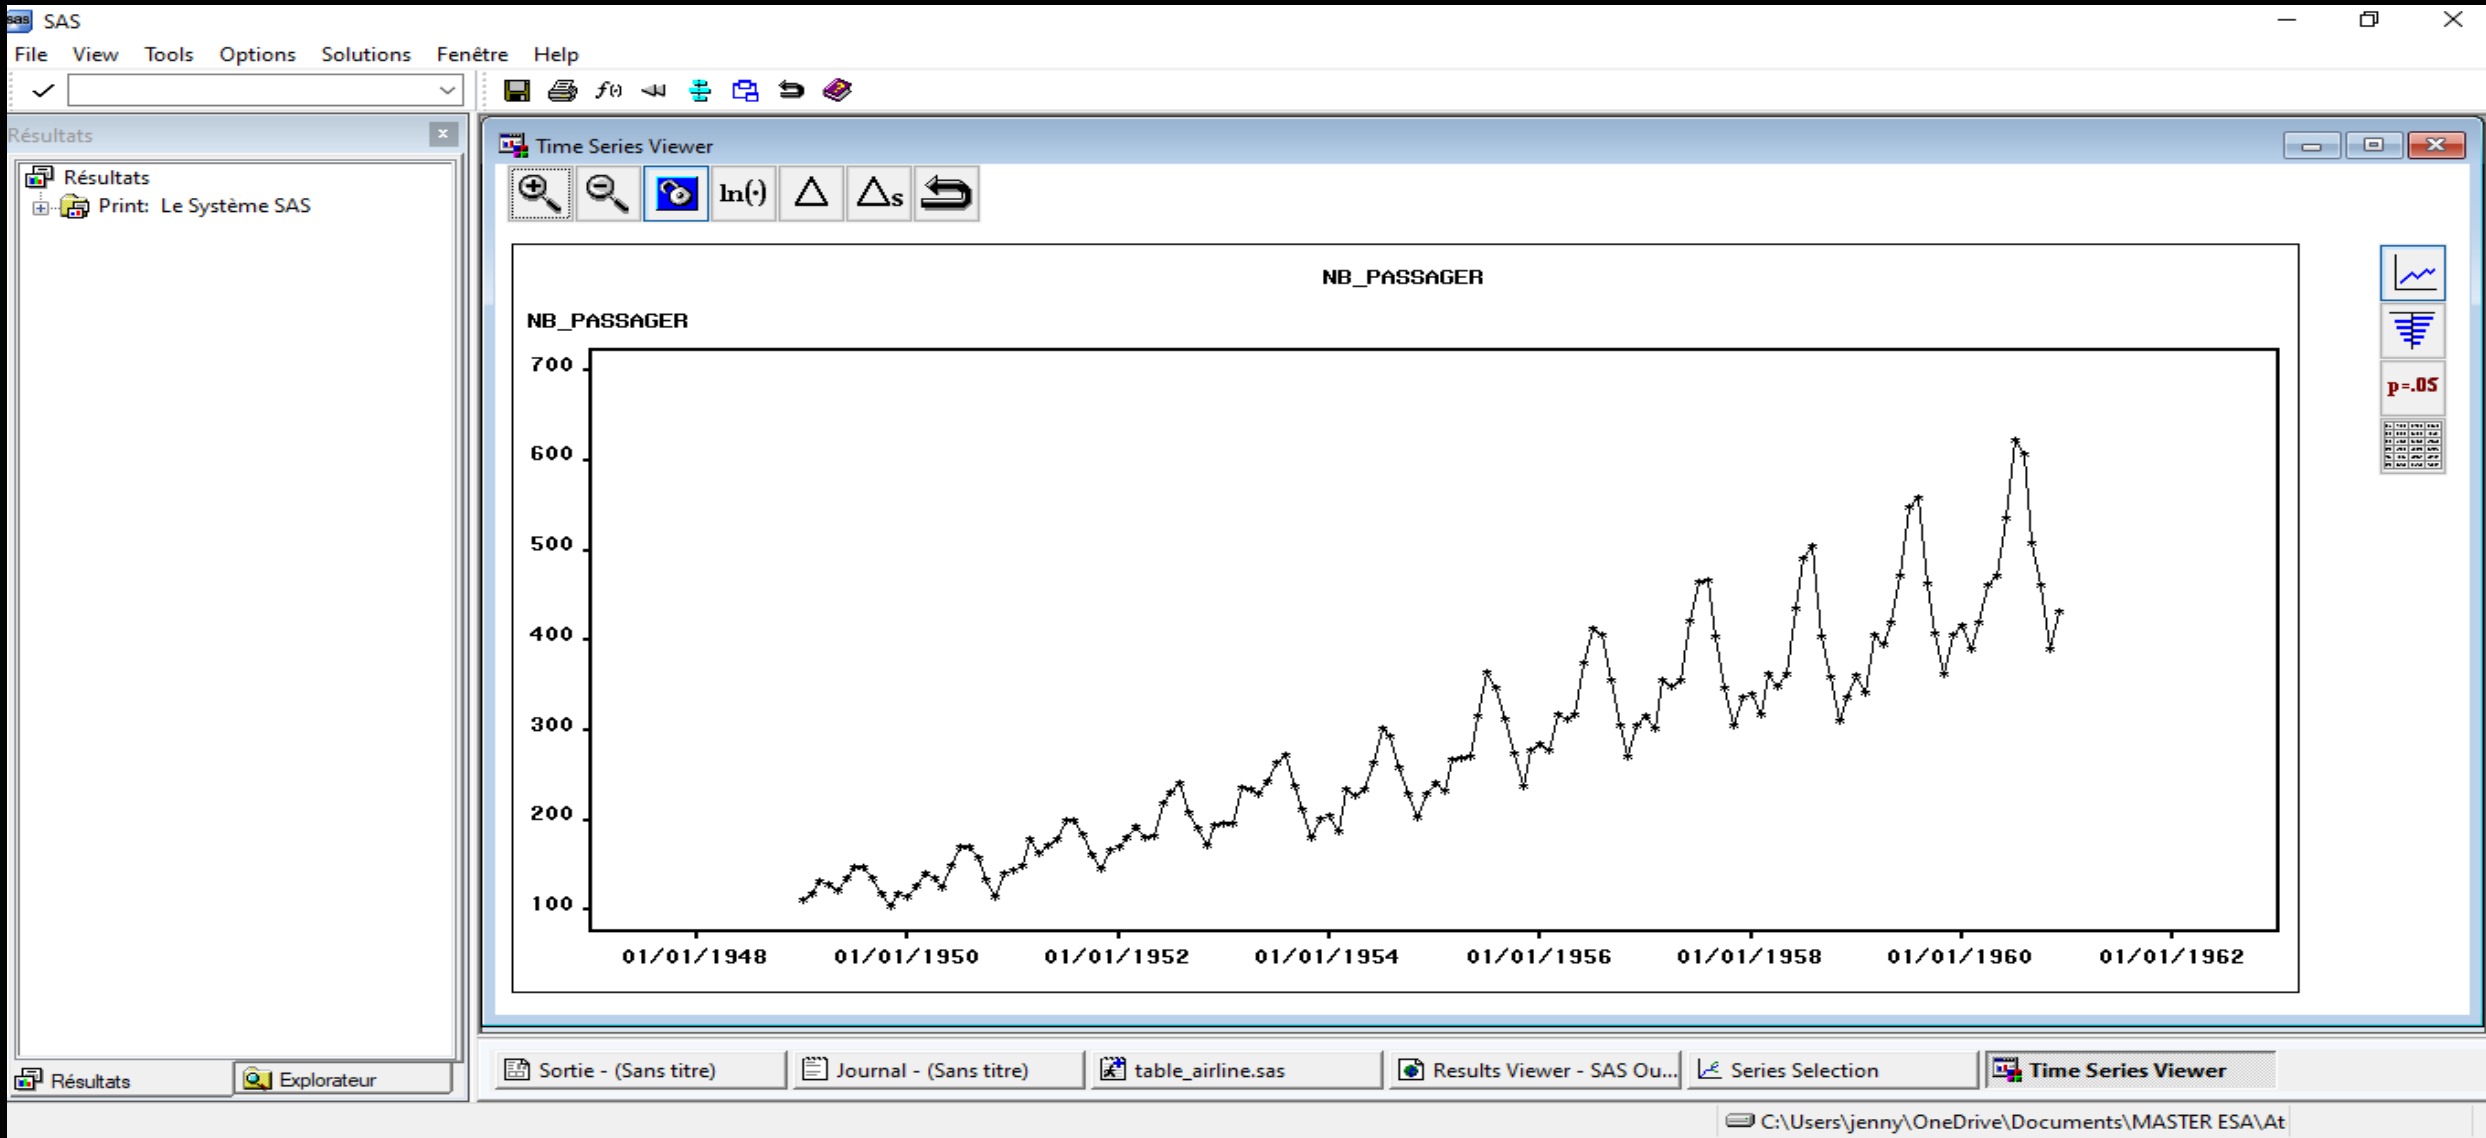 sas SAS
File View Tools Options Solutions Fenêtre Help
Résultats
Résultats
Print: Le Système SAS
Time Series Viewer
ln(·) Δ Δs
NB_PASSAGER
NB_PASSAGER
700
600
500
400
300
200
100
01/01/1948 01/01/1950 01/01/1952 01/01/1954 01/01/1956 01/01/1958 01/01/1960 01/01/1962
p=.05
Résultats Explorateur
Sortie - (Sans titre) Journal - (Sans titre) table_airline.sas Results Viewer - SAS Ou... Series Selection Time Series Viewer
C:\Users\jenny\OneDrive\Documents\MASTER ESA\At